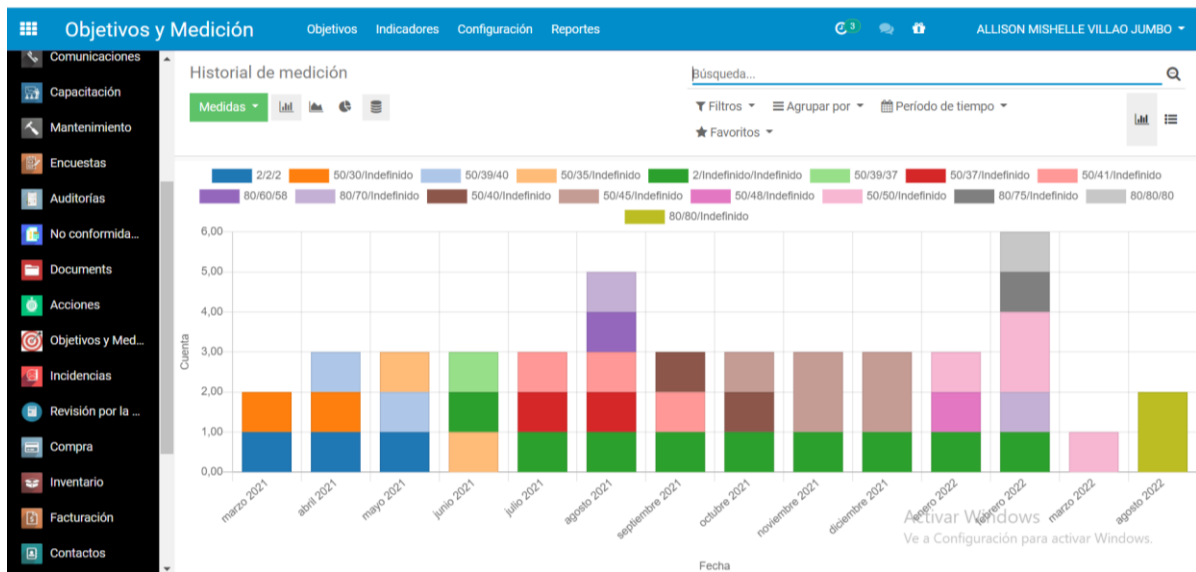 Objetivos y Medición Objetivos Indicadores Configuración Reportes 3 ALLISON MISHELLE VILLAO JUMBO
Comunicaciones
Capacitación
Mantenimiento
Encuestas
Auditorías
No conformida...
Documents
Acciones
Objetivos y Med...
Incidencias
Revisión por la ...
Compra
Inventario
Facturación
Contactos
Historial de medición
Búsqueda...
Medidas
Filtros Agrupar por Período de tiempo
Favoritos
2/2/2 50/30/Indefinido 50/39/40 50/35/Indefinido 2/Indefinido/Indefinido 50/39/37 50/37/Indefinido 50/41/Indefinido
80/60/58 80/70/Indefinido 50/40/Indefinido 50/45/Indefinido 50/48/Indefinido 50/50/Indefinido 80/75/Indefinido 80/80/80
80/80/Indefinido
6,00
5,00
4,00
3,00
2,00
1,00
0,00
Cuenta
marzo 2021 abril 2021 mayo 2021 junio 2021 julio 2021 agosto 2021 septiembre 2021 octubre 2021 noviembre 2021 diciembre 2021 enero 2022 febrero 2022 marzo 2022 agosto 2022
Fecha
Activar Windows
Ve a Configuración para activar Windows.